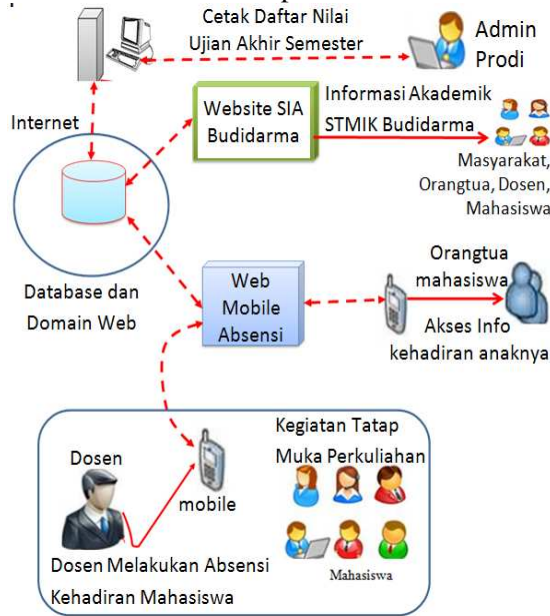 Cetak Daftar Nilai
Ujian Akhir Semester
Admin
Prodi
Internet
Website SIA
Budidarma
Informasi Akademik
STMIK Budidarma
Masyarakat,
Orangtua, Dosen,
Mahasiswa
Database dan
Domain Web
Web
Mobile
Absensi
Orangtua
mahasiswa
Akses Info
kehadiran anaknya
Dosen
mobile
Kegiatan Tatap
Muka Perkuliahan
Mahasiswa
Dosen Melakukan Absensi
Kehadiran Mahasiswa